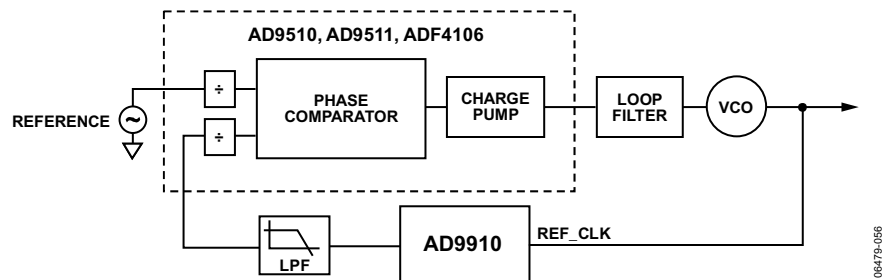 AD9510, AD9511, ADF4106
REFERENCE
~
÷
÷
PHASE
COMPARATOR
CHARGE
PUMP
LOOP
FILTER
VCO
LPF
AD9910
REF_CLK
06479-056